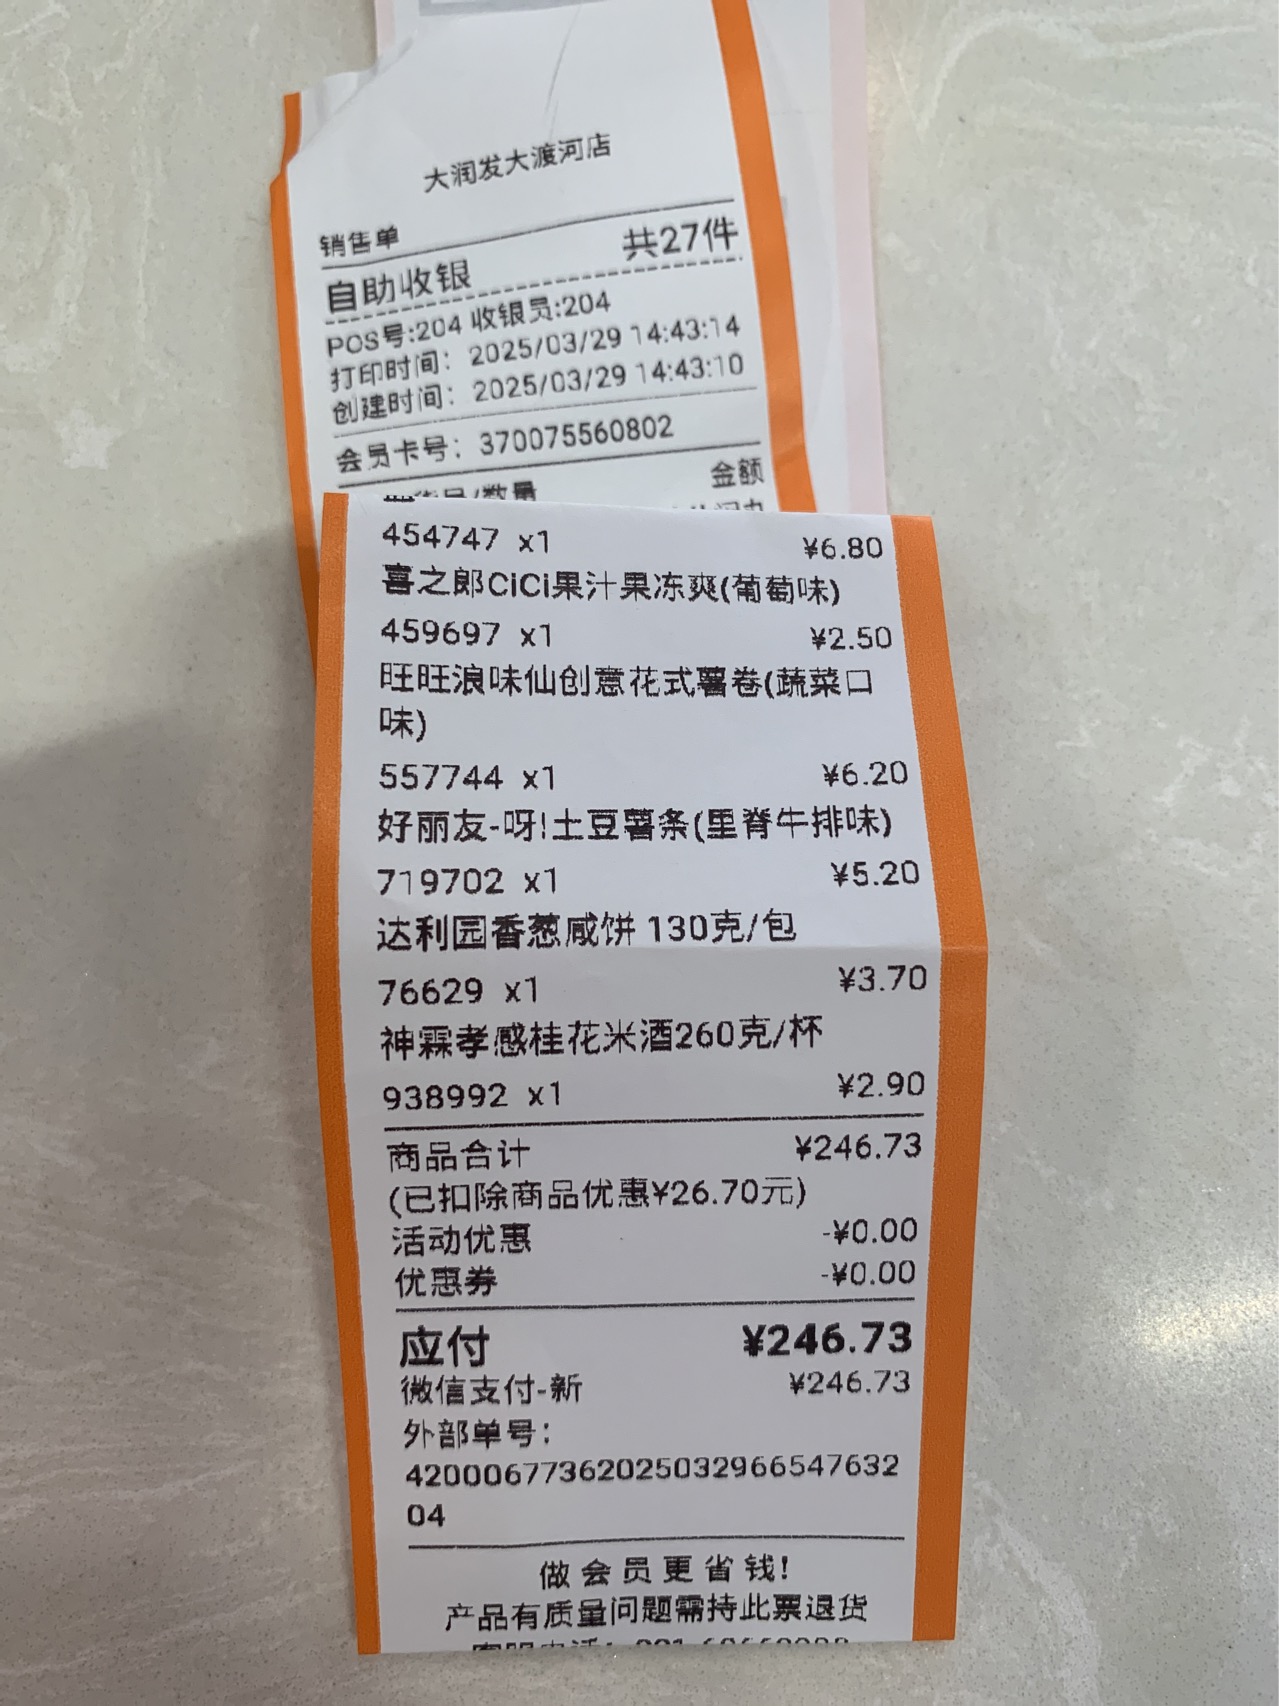 大润发大渡河店
销售单
共27件
自助收银
POS号:204 收银员:204
打印时间: 2025/03/29 14:43:14
创建时间: 2025/03/29 14:43:10
会员卡号: 370075560802
品/数量 金额
454747 x1 ¥6.80
喜之郎CiCi果汁果冻爽(葡萄味)
459697 x1 ¥2.50
旺旺浪味仙创意花式薯卷(蔬菜口
味)
557744 x1 ¥6.20
好丽友-呀!土豆薯条(里脊牛排味)
719702 x1 ¥5.20
达利园香葱咸饼 130克/包
76629 x1 ¥3.70
神霖孝感桂花米酒260克/杯
938992 x1 ¥2.90
商品合计 ¥246.73
(已扣除商品优惠¥26.70元)
活动优惠 -¥0.00
优惠券 -¥0.00
应付 ¥246.73
微信支付-新 ¥246.73
外部单号:
42000677362025032966547632
04
做会员更省钱!
产品有质量问题需持此票退货